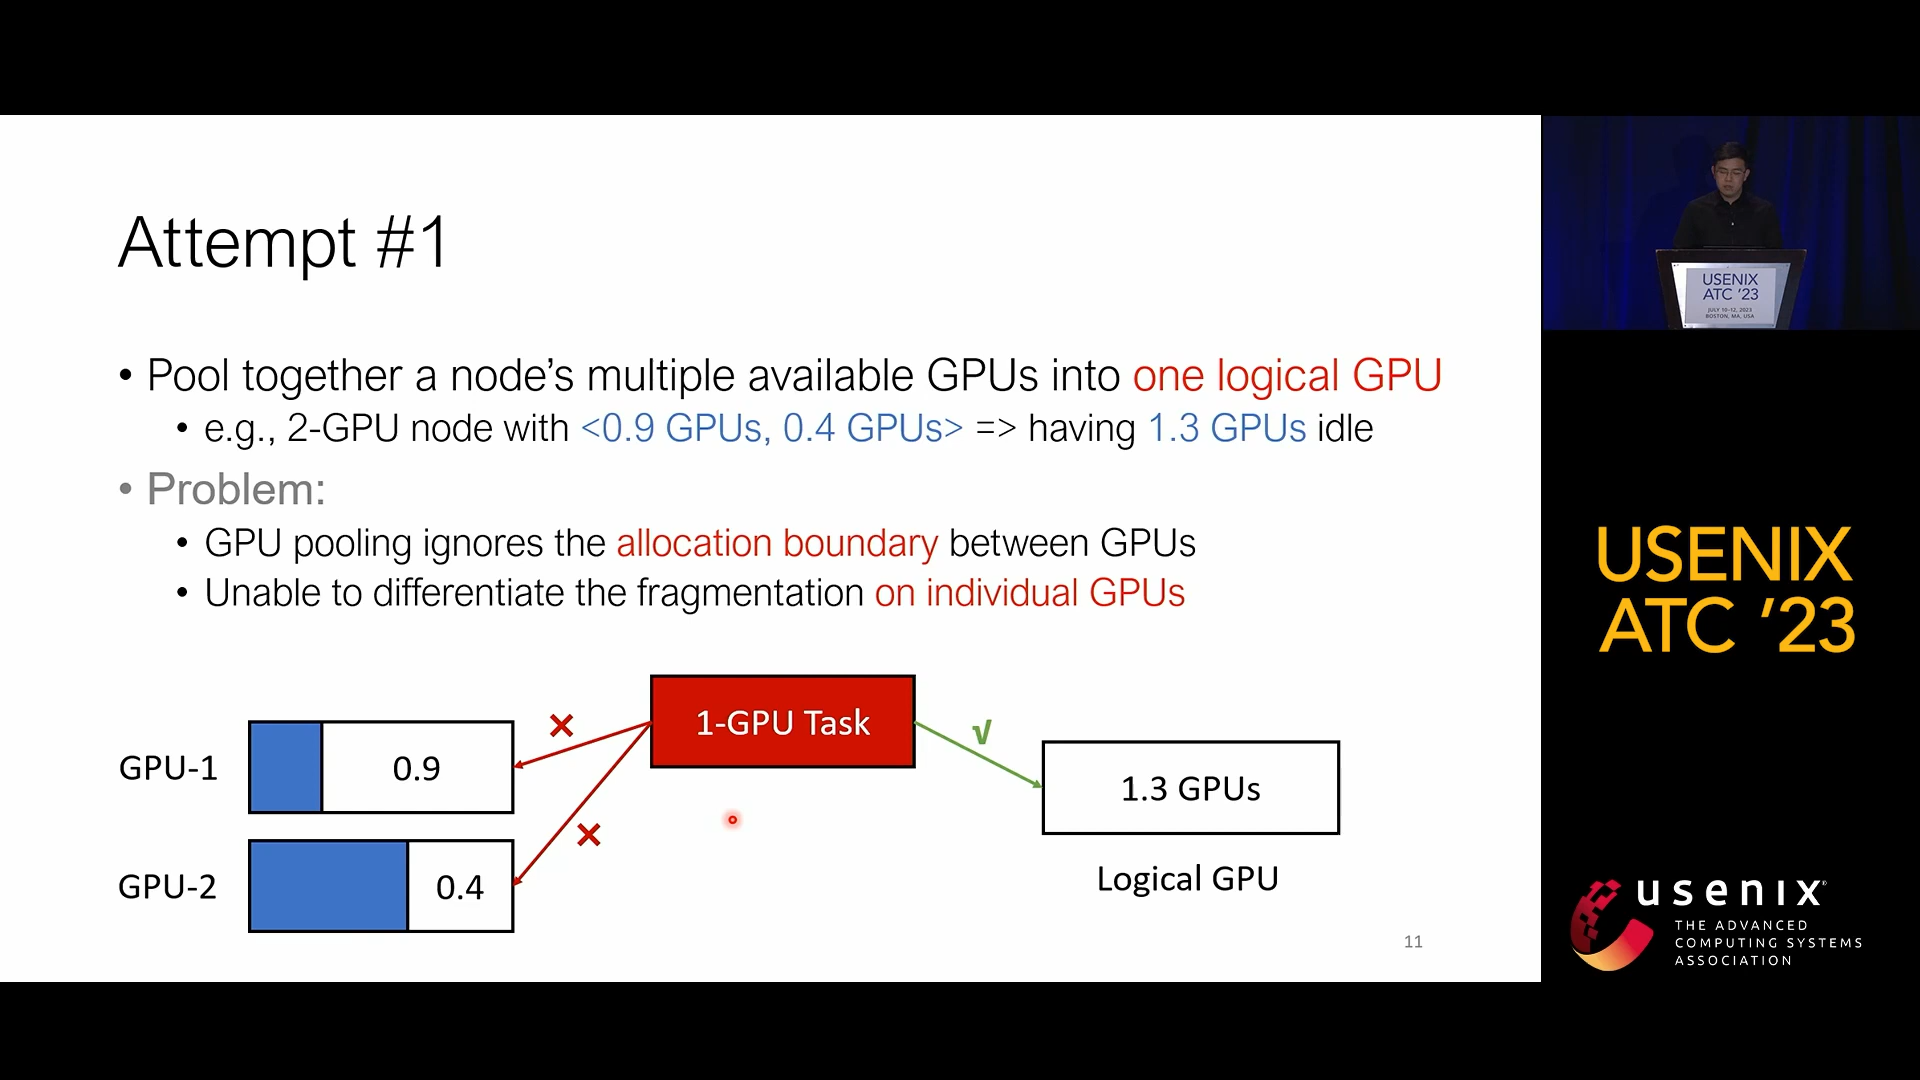 Attempt #1
• Pool together a node’s multiple available GPUs into one logical GPU
• e.g., 2-GPU node with <0.9 GPUs, 0.4 GPUs> => having 1.3 GPUs idle
• Problem:
• GPU pooling ignores the allocation boundary between GPUs
• Unable to differentiate the fragmentation on individual GPUs
1-GPU Task
GPU-1
0.9
GPU-2
0.4
1.3 GPUs
Logical GPU
11
USENIX
ATC ’23
JULY 10–12, 2023
BOSTON, MA, USA
USENIX
ATC ’23
usenix®
THE ADVANCED
COMPUTING SYSTEMS
ASSOCIATION